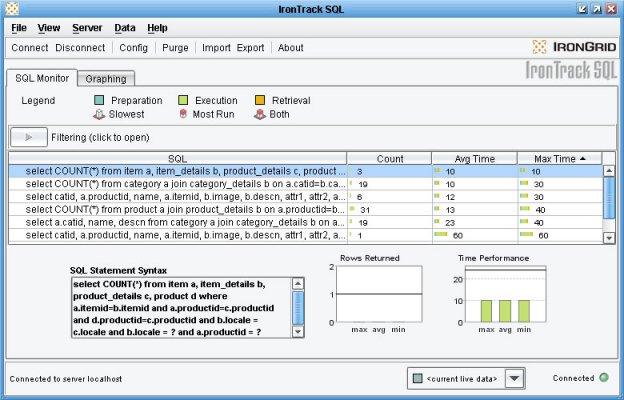 IronTrack SQL
File View Server Data Help
Connect Disconnect Config Purge Import Export About
IRONGRID
IronTrack SQL
SQL Monitor Graphing
Legend Preparation Execution Retrieval
Slowest Most Run Both
Filtering (click to open)
SQL Count Avg Time Max Time
select COUNT(*) from item a, item_details b, product_details c, product ... 3 10 10
select COUNT(*) from category a join category_details b on a.catid=b.ca... 19 10 30
select catid, a.productid, name, a.itemid, b.image, b.descn, attr1, attr2, a... 6 12 30
select COUNT(*) from product a join product_details b on a.productid=b... 31 13 40
select a.catid, name, descn from category a join category_details b on a... 19 23 40
select catid, a.productid, name, a.itemid, b.image, b.descn, attr1, attr2, a... 1 60 60
SQL Statement Syntax
select COUNT(*) from item a, item_details b,
product_details c, product d where
a.itemid=b.itemid and a.productid=c.productid
and d.productid=c.productid and b.locale =
c.locale and b.locale = ? and a.productid = ?
Rows Returned
2
1
0
max avg min
Time Performance
20
10
0
max avg min
Connected to server localhost
<current live data>
Connected